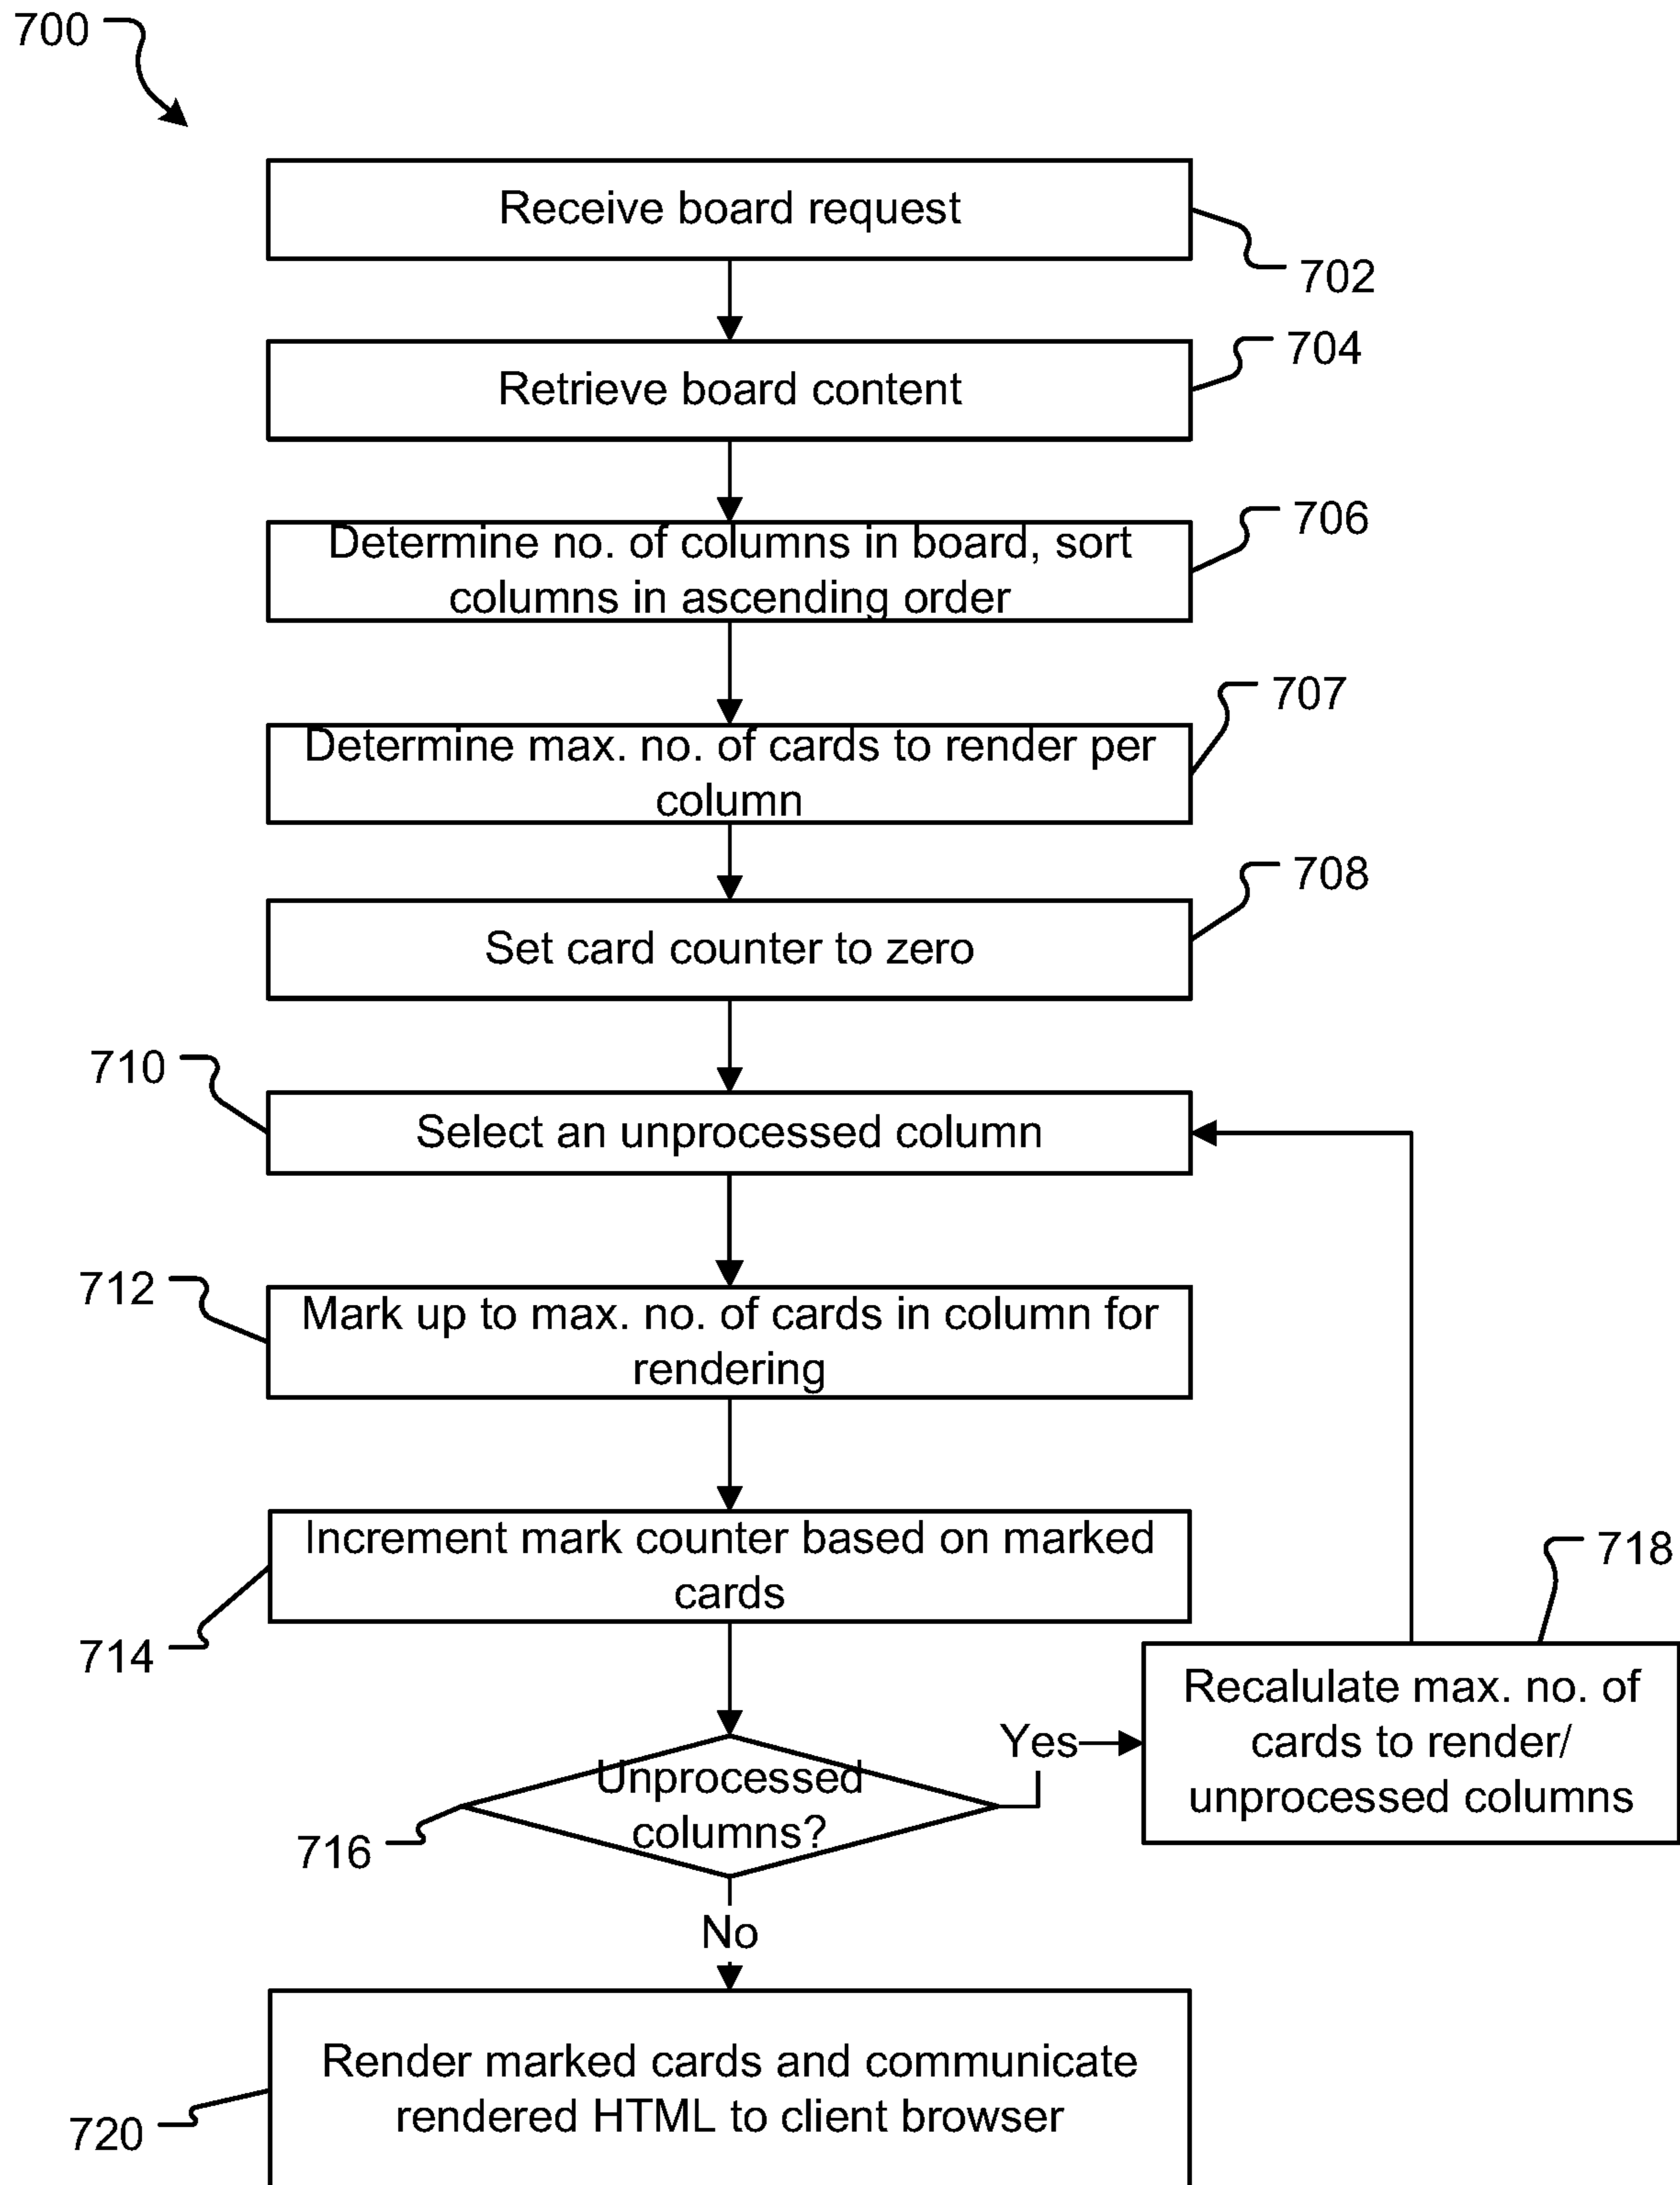 700
Receive board request
702
Retrieve board content
704
Determine no. of columns in board, sort
columns in ascending order
706
Determine max. no. of cards to render per
column
707
Set card counter to zero
708
710
Select an unprocessed column
712
Mark up to max. no. of cards in column for
rendering
Increment mark counter based on marked
cards
714
718
Recalulate max. no. of
cards to render/
unprocessed columns
Yes
Unprocessed
columns?
716
No
Render marked cards and communicate
rendered HTML to client browser
720